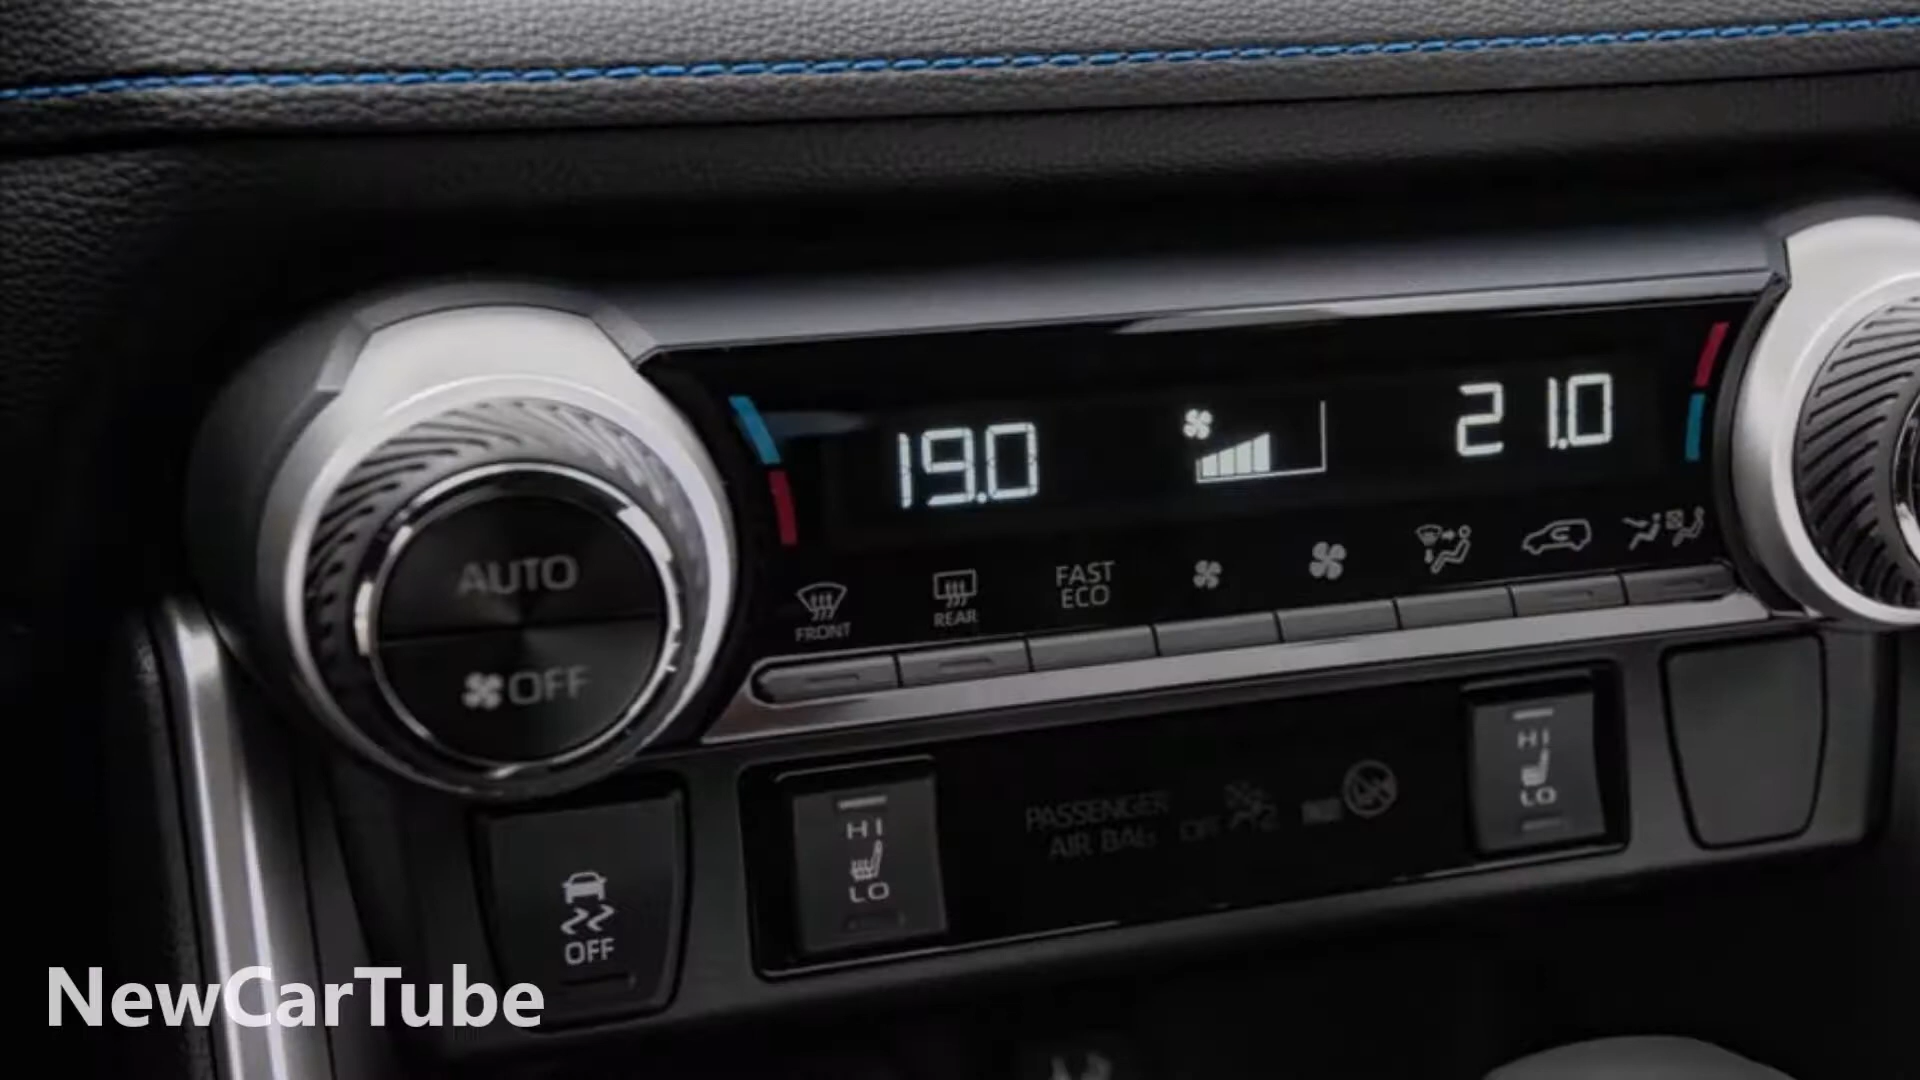 19.0
21.0
AUTO
OFF
FRONT
REAR
FAST
ECO
HI
LO
PASSENGER
AIR BAG OFF
HI
LO
OFF
NewCarTube